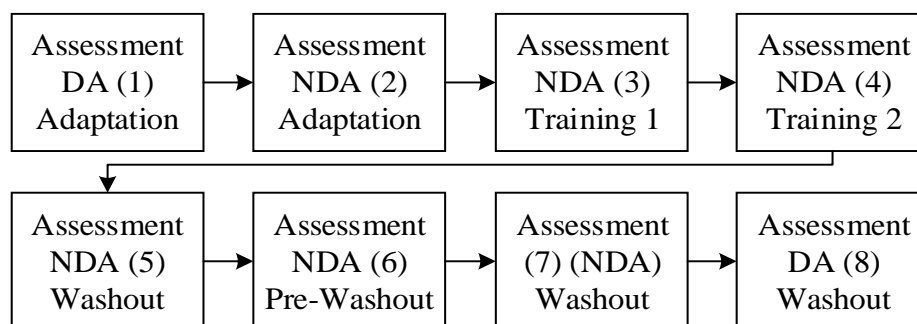 Assessment
DA (1)
Adaptation
Assessment
NDA (2)
Adaptation
Assessment
NDA (3)
Training 1
Assessment
NDA (4)
Training 2
Assessment
NDA (5)
Washout
Assessment
NDA (6)
Pre-Washout
Assessment
(7) (NDA)
Washout
Assessment
DA (8)
Washout